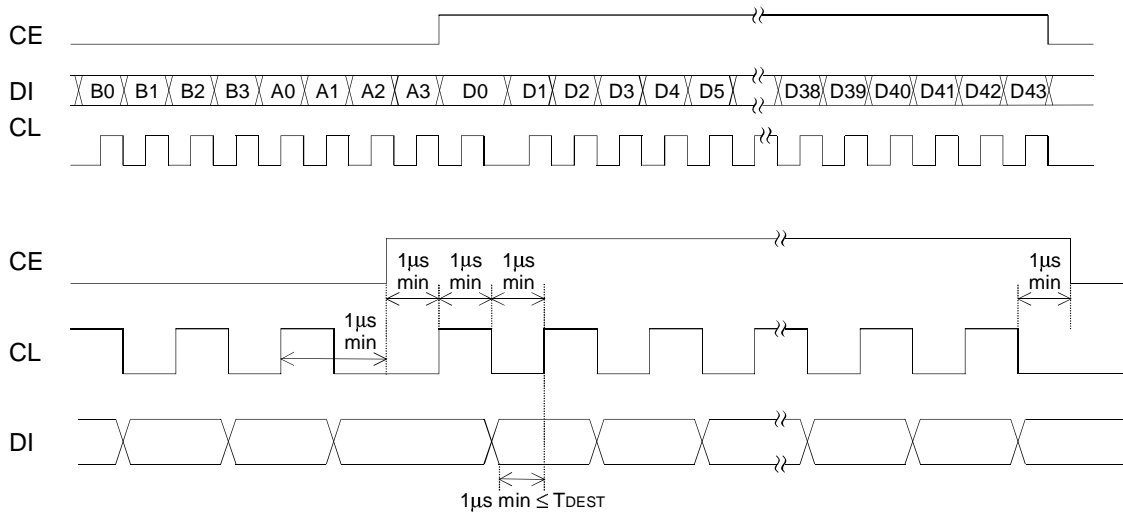 CE
DI B0 B1 B2 B3 A0 A1 A2 A3 D0 D1 D2 D3 D4 D5 D38 D39 D40 D41 D42 D43
CL
CE
1μs min 1μs min 1μs min 1μs min
1μs min
CL
DI
1μs min ≤ TDEST